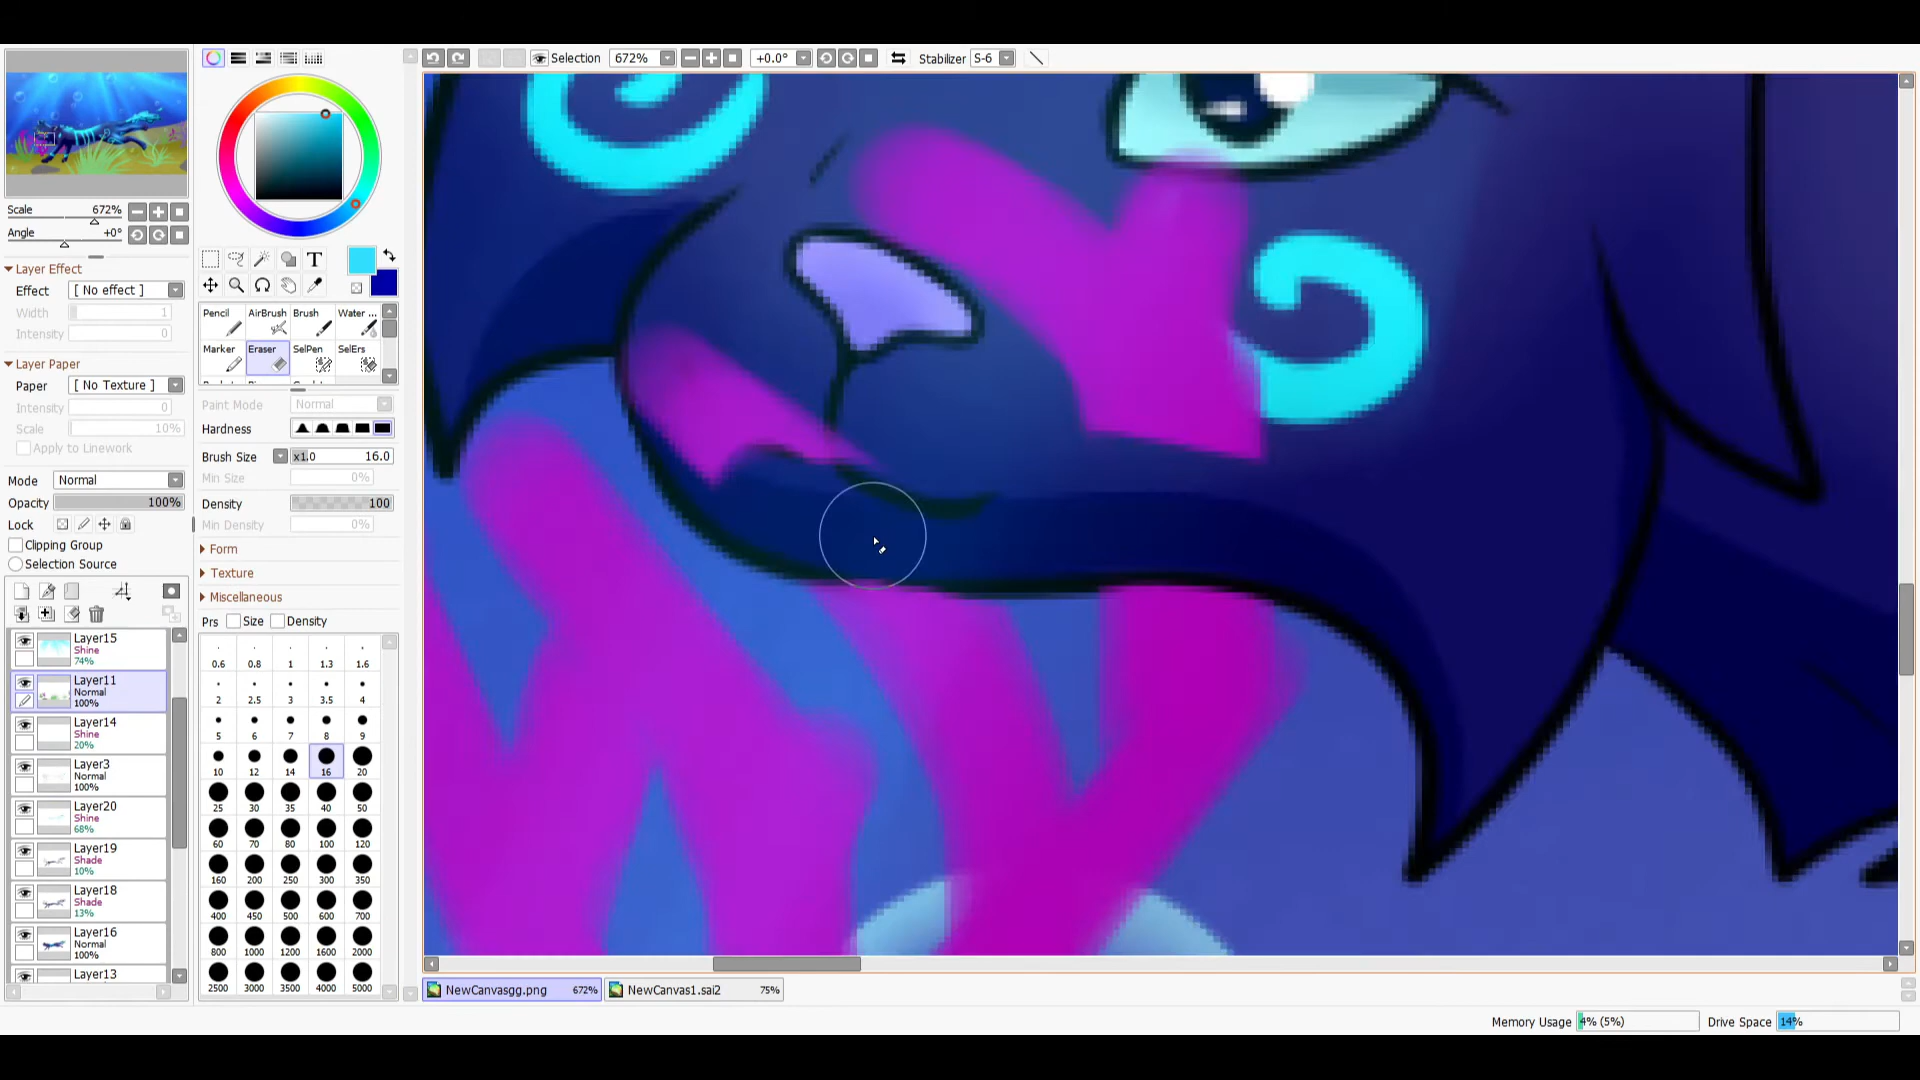 Selection 672% +0.0° Stabilizer S-6
Scale 672%
Angle +0°
Layer Effect
Effect [ No effect ]
Width 1
Intensity 0
Layer Paper
Paper [ No Texture ]
Intensity 0
Scale 10%
Apply to Linework
Mode Normal
Opacity 100%
Lock
Clipping Group
Selection Source
Layer15
Shine
74%
Layer11
Normal
100%
Layer14
Shine
20%
Layer3
Normal
100%
Layer20
Shine
68%
Layer19
Shade
10%
Layer18
Shade
13%
Layer16
Normal
100%
Layer13
T
Pencil AirBrush Brush Water ...
Marker Eraser SelPen SelErs
Paint Mode Normal
Hardness
Brush Size x1.0 16.0
Min Size 0%
Density 100
Min Density 0%
Form
Texture
Miscellaneous
Prs Size Density
0.6 0.8 1 1.3 1.6
2 2.5 3 3.5 4
5 6 7 8 9
10 12 14 16 20
25 30 35 40 50
60 70 80 100 120
160 200 250 300 350
400 450 500 600 700
800 1000 1200 1600 2000
2500 3000 3500 4000 5000
NewCanvasgg.png 672% NewCanvas1.sai2 75%
Memory Usage 4% (5%) Drive Space 14%